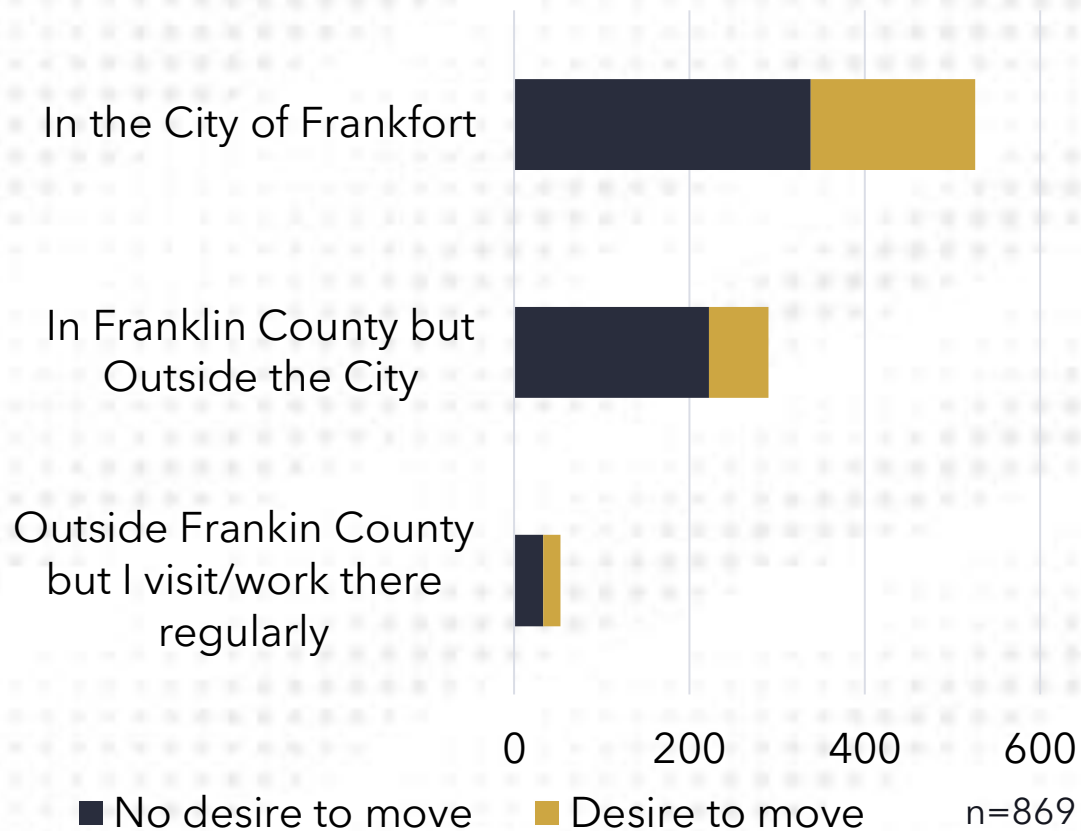 In the City of Frankfort
In Franklin County but
Outside the City
Outside Frankin County
but I visit/work there
regularly
0 200 400 600
No desire to move Desire to move n=869